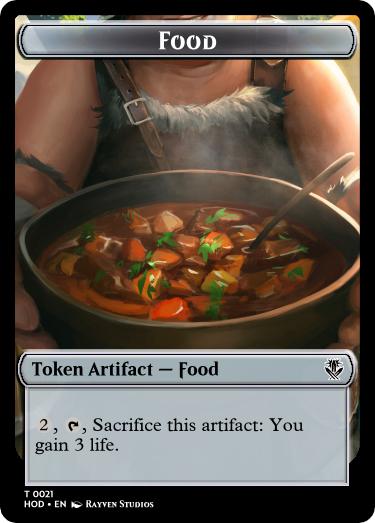 Food
Token Artifact — Food
2, , Sacrifice this artifact: You
gain 3 life.
T 0021
HOD • EN Rayven Studios